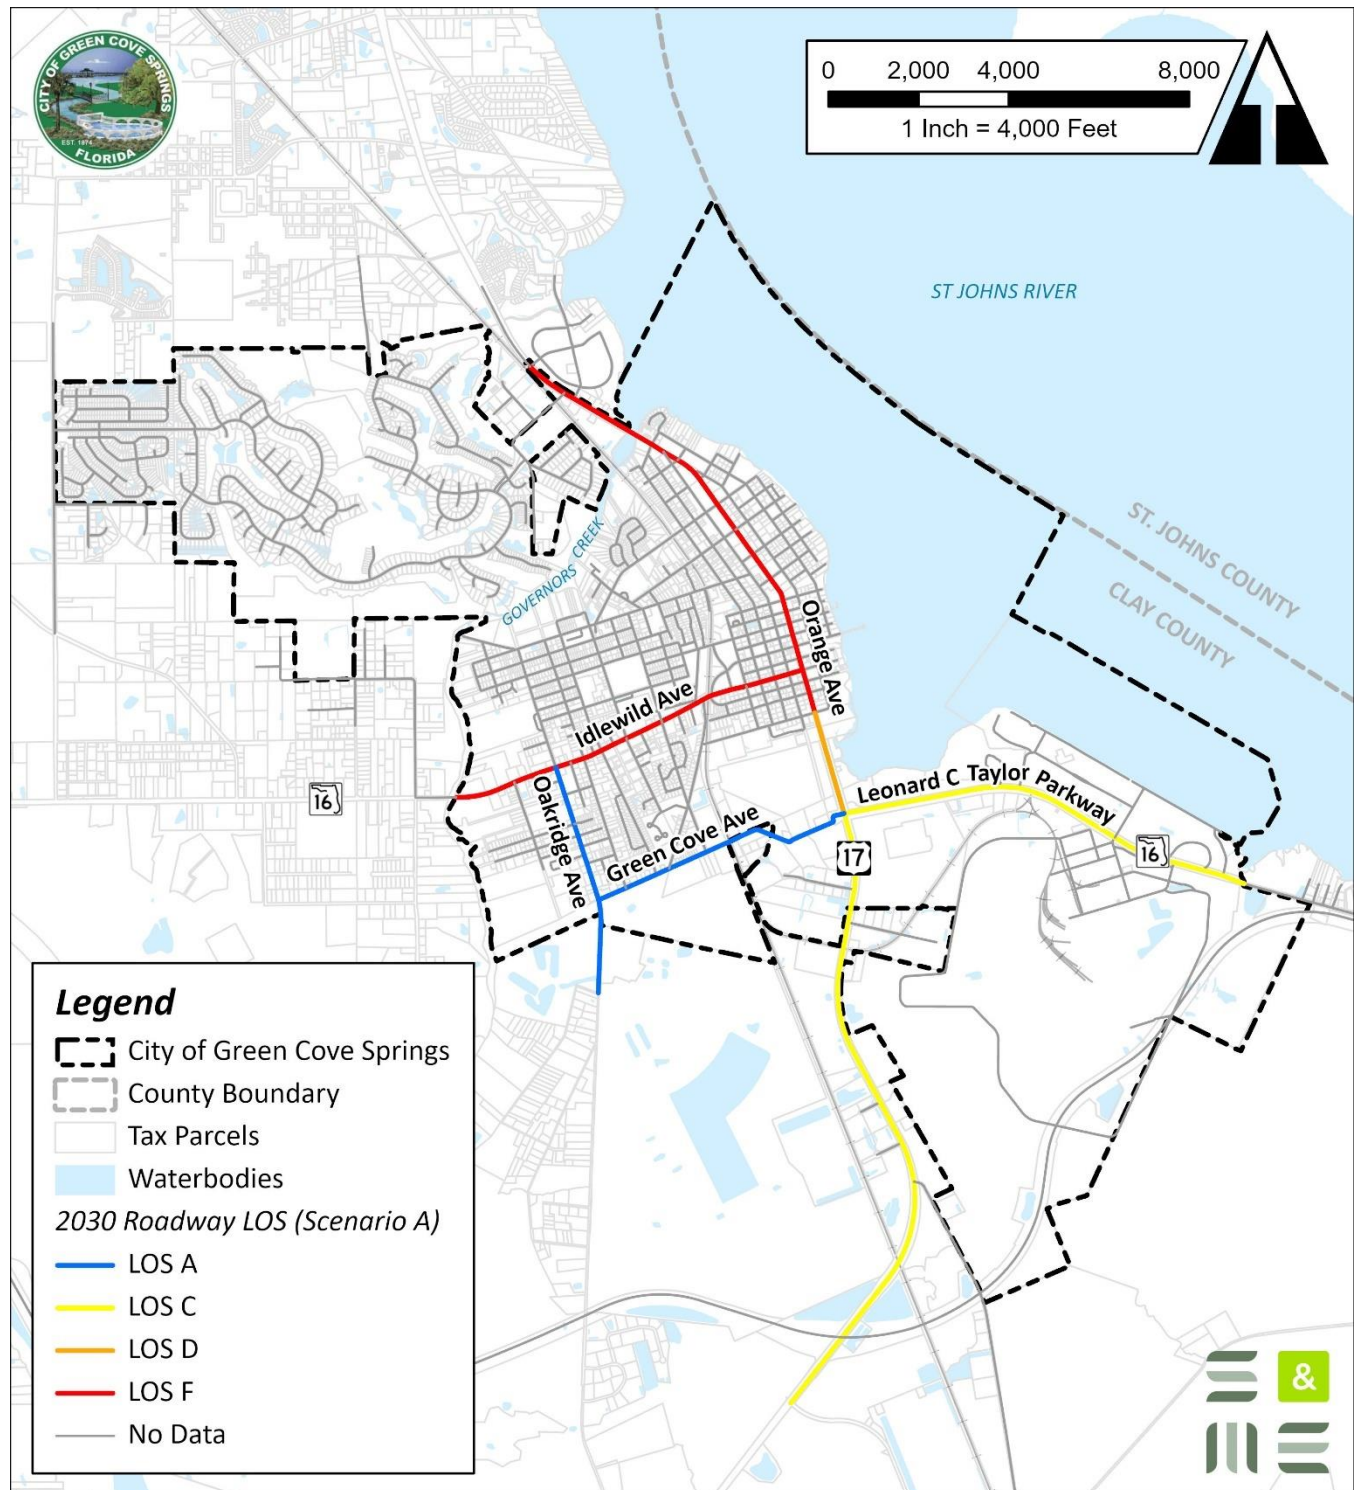 CITY OF GREEN COVE SPRINGS
EST. 1874
FLORIDA
0 2,000 4,000 8,000
1 Inch = 4,000 Feet
ST JOHNS RIVER
GOVERNORS CREEK
ST. JOHNS COUNTY
CLAY COUNTY
Orange Ave
Idlewild Ave
16
Oakridge Ave
Green Cove Ave
Leonard C Taylor Parkway
17
16
Legend
City of Green Cove Springs
County Boundary
Tax Parcels
Waterbodies
2030 Roadway LOS (Scenario A)
LOS A
LOS C
LOS D
LOS F
No Data
S &
ME